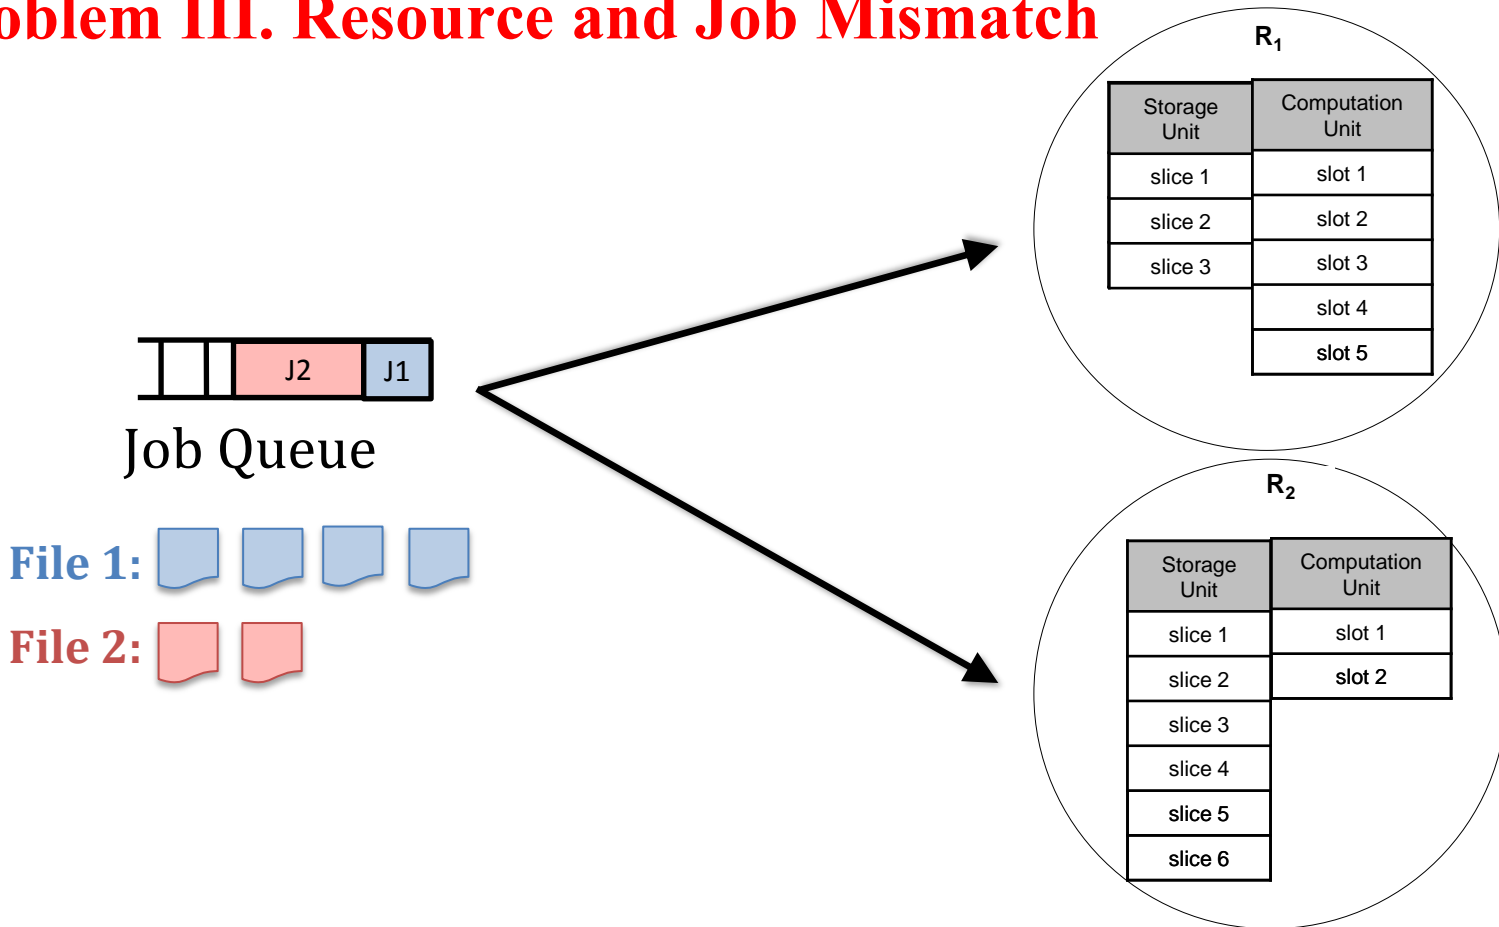 oblem III. Resource and Job Mismatch
R1
Storage Unit
Computation Unit
slice 1
slot 1
slice 2
slot 2
slice 3
slot 3
slot 4
slot 5
J2
J1
Job Queue
File 1:
File 2:
R2
Storage Unit
Computation Unit
slice 1
slot 1
slice 2
slot 2
slice 3
slice 4
slice 5
slice 6